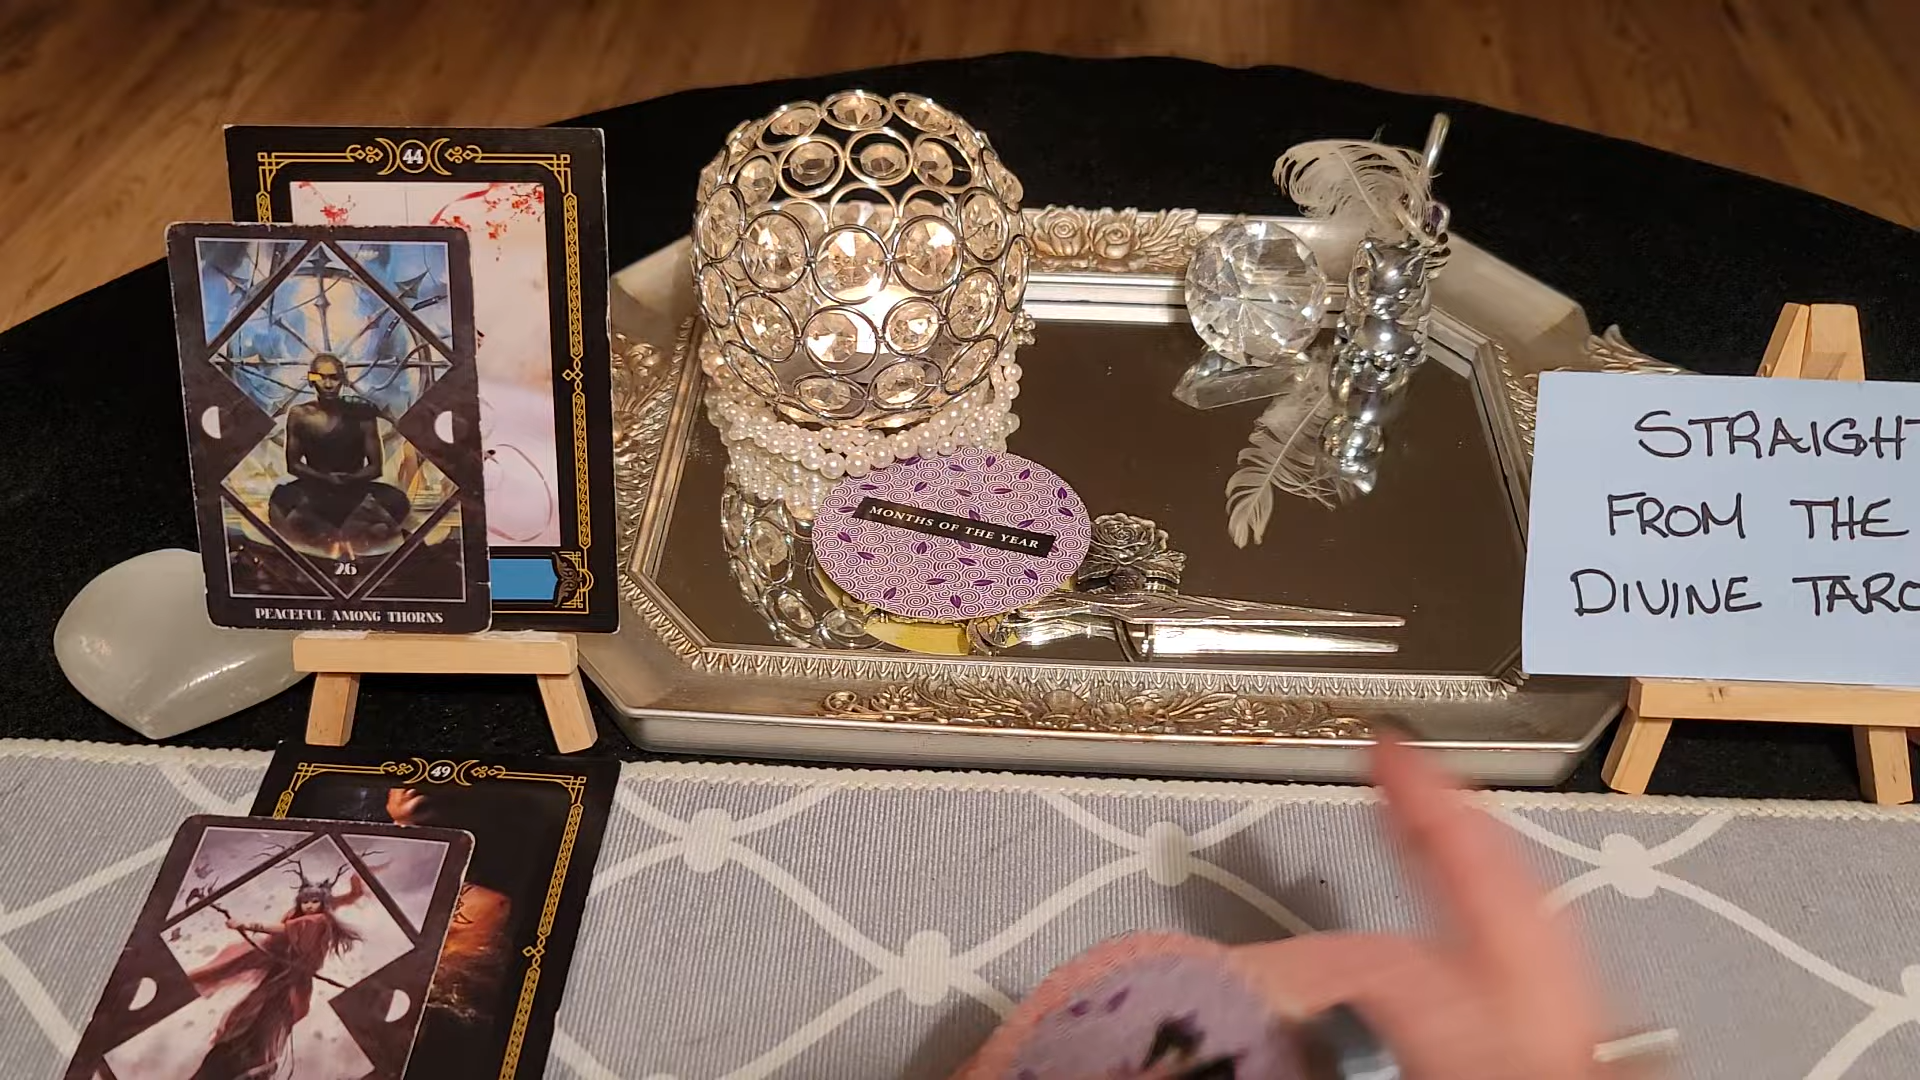 44
26
PEACEFUL AMONG THORNS
MONTHS OF THE YEAR
STRAIGHT
FROM THE
DIVINE TARO
49